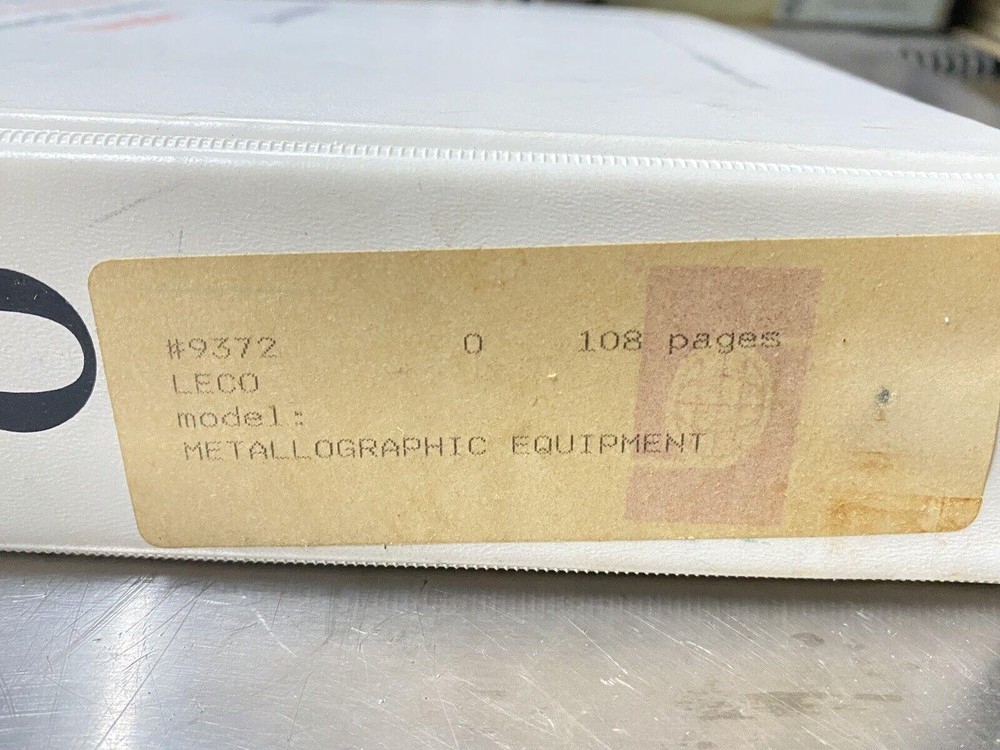 #9372 0 108 pages
LECO
model:
METALLOGRAPHIC EQUIPMENT